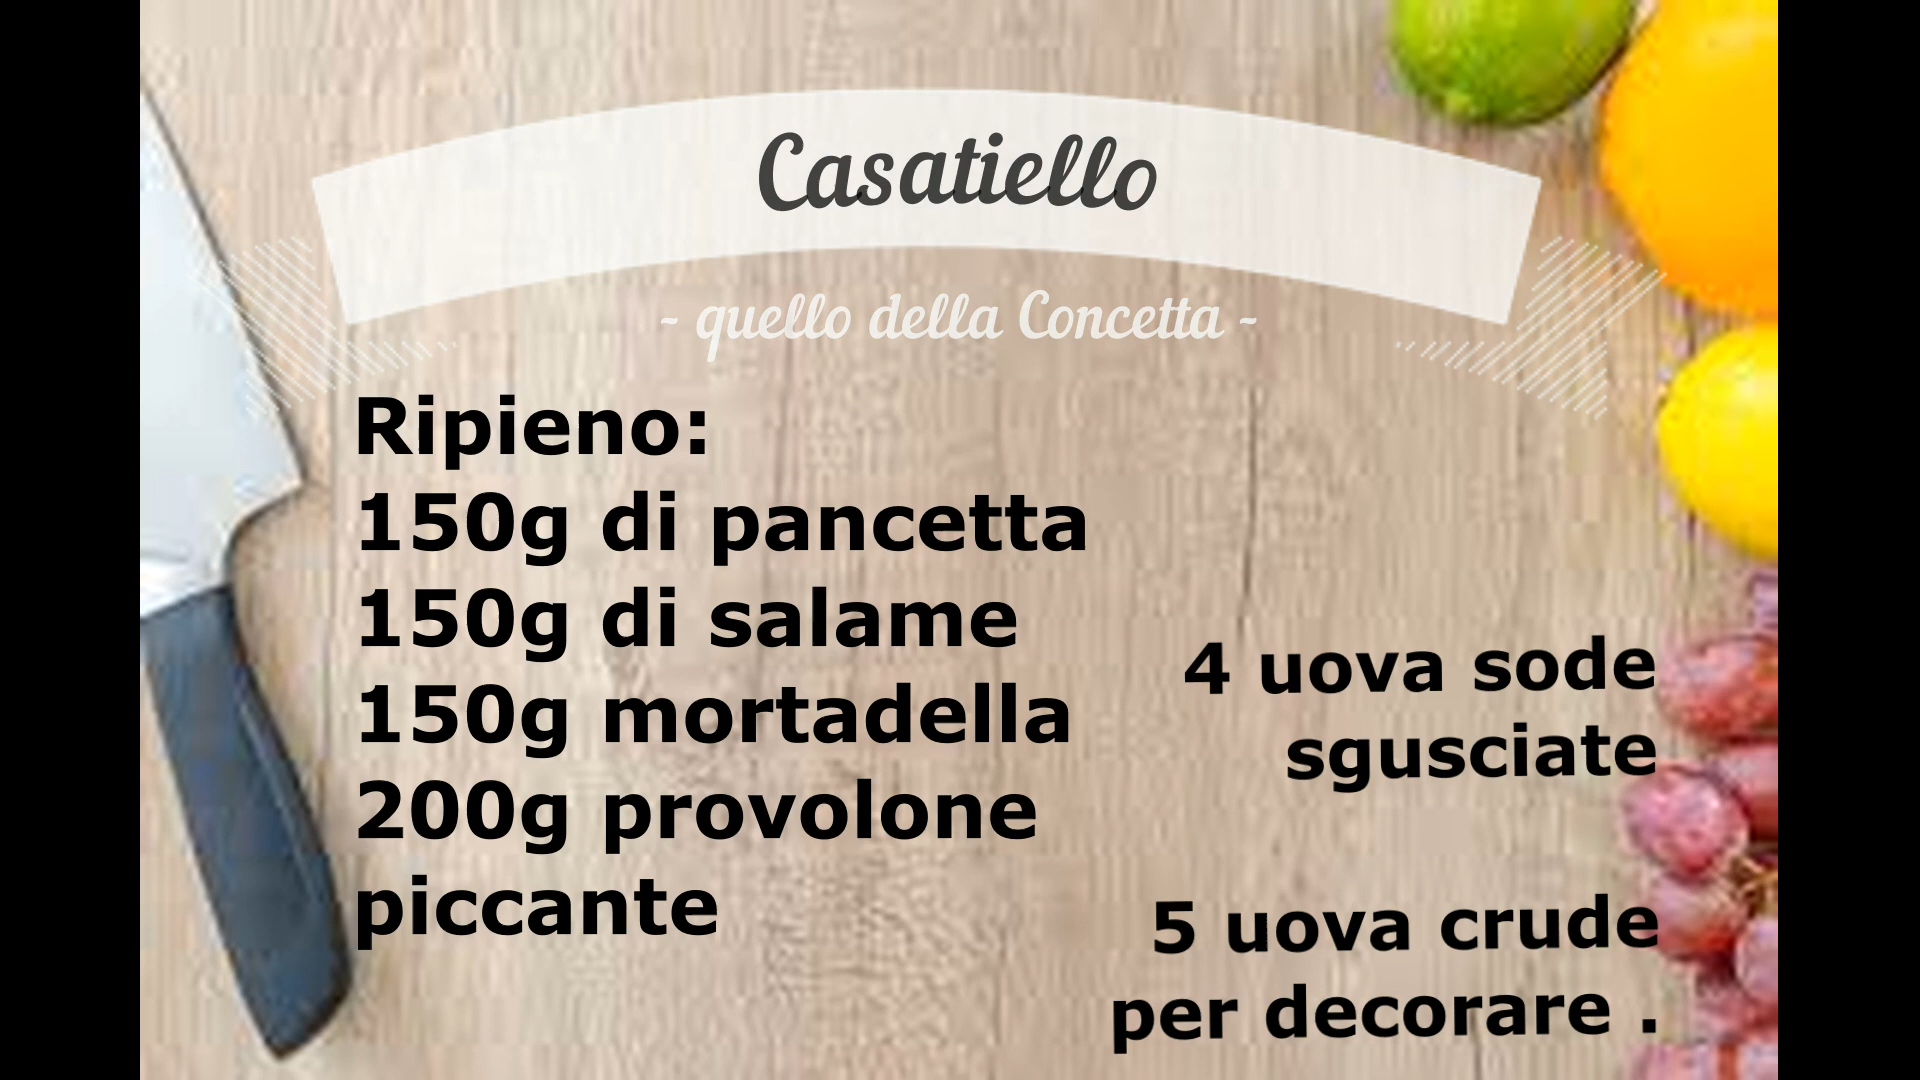 Casatiello
- quello della Concetta -
Ripieno:
150g di pancetta
150g di salame
150g mortadella
200g provolone
piccante
4 uova sode
sgusciate
5 uova crude
per decorare .